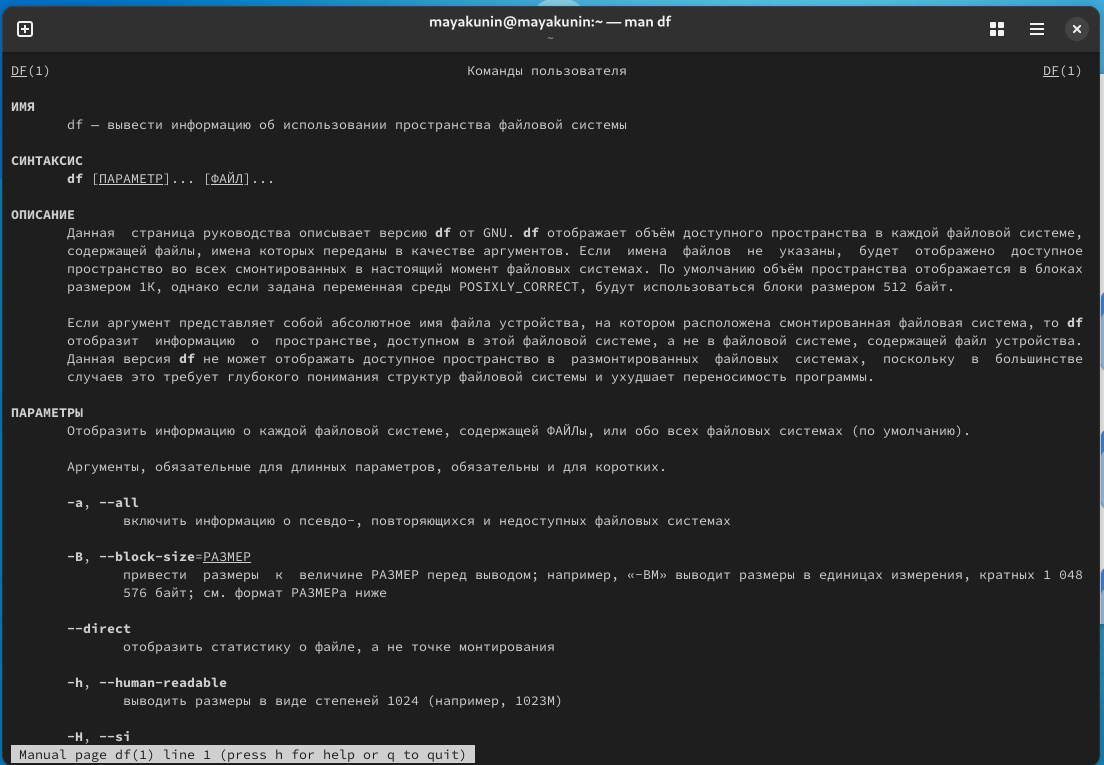 mayakunin@mayakunin:~ — man df
~
DF(1) Команды пользователя DF(1)
ИМЯ
df — вывести информацию об использовании пространства файловой системы
СИНТАКСИС
df [ПАРАМЕТР]... [ФАЙЛ]...
ОПИСАНИЕ
Данная страница руководства описывает версию df от GNU. df отображает объём доступного пространства в каждой файловой системе,
содержащей файлы, имена которых переданы в качестве аргументов. Если имена файлов не указаны, будет отображено доступное
пространство во всех смонтированных в настоящий момент файловых системах. По умолчанию объём пространства отображается в блоках
размером 1K, однако если задана переменная среды POSIXLY_CORRECT, будут использоваться блоки размером 512 байт.
Если аргумент представляет собой абсолютное имя файла устройства, на котором расположена смонтированная файловая система, то df
отобразит информацию о пространстве, доступном в этой файловой системе, а не в файловой системе, содержащей файл устройства.
Данная версия df не может отображать доступное пространство в размонтированных файловых системах, поскольку в большинстве
случаев это требует глубокого понимания структур файловой системы и ухудшает переносимость программы.
ПАРАМЕТРЫ
Отобразить информацию о каждой файловой системе, содержащей ФАЙЛы, или обо всех файловых системах (по умолчанию).
Аргументы, обязательные для длинных параметров, обязательны и для коротких.
-a, --all
включить информацию о псевдо-, повторяющихся и недоступных файловых системах
-B, --block-size=РАЗМЕР
привести размеры к величине РАЗМЕР перед выводом; например, «-BM» выводит размеры в единицах измерения, кратных 1 048
576 байт; см. формат РАЗМЕРа ниже
--direct
отобразить статистику о файле, а не точке монтирования
-h, --human-readable
выводить размеры в виде степеней 1024 (например, 1023M)
-H, --si
Manual page df(1) line 1 (press h for help or q to quit)